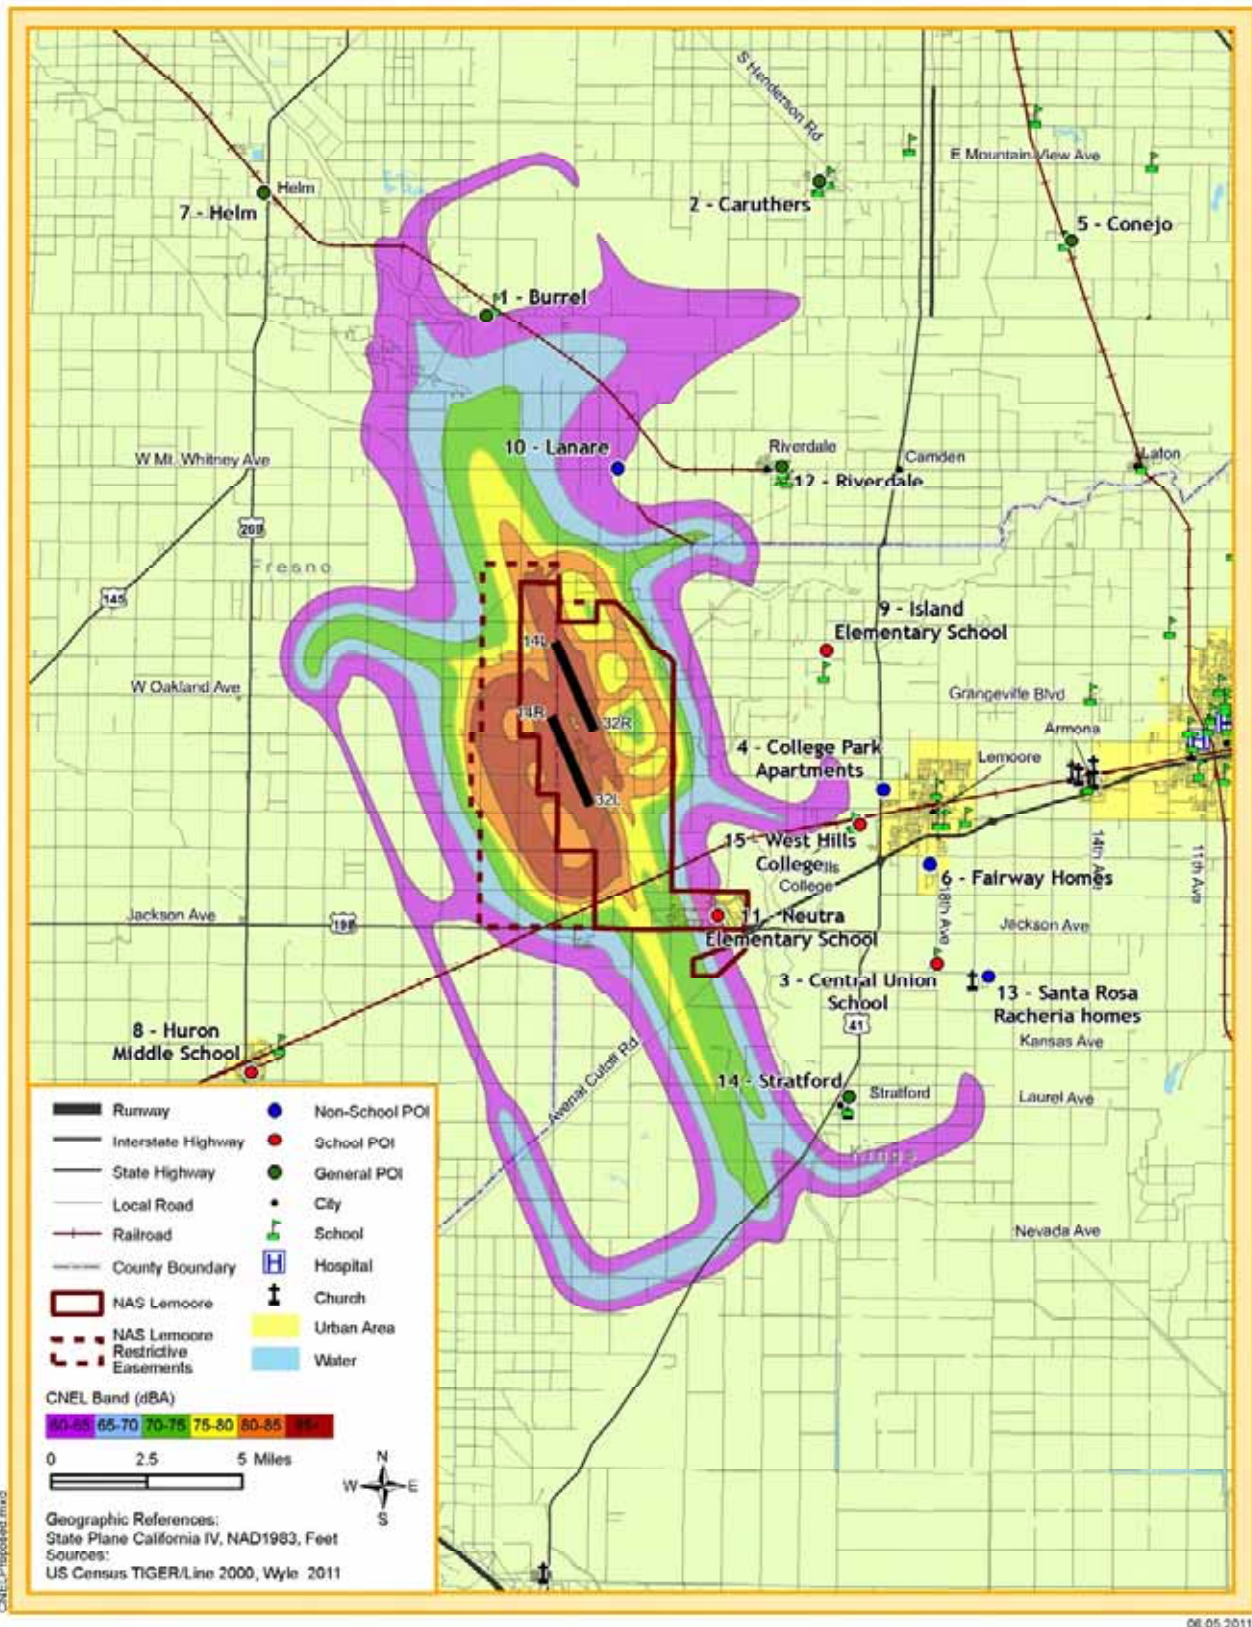 S Henderson Rd
E Mountain View Ave
Helm
7 - Helm
2 - Caruthers
5 - Conejo
1 - Burrel
10 - Lanare
W Mt. Whitney Ave
Riverdale
12 - Riverdale
Camden
Laton
269
Fresno
145
9 - Island
Elementary School
14L
W Oakland Ave
14R
32R
Grangeville Blvd
Armona
4 - College Park
Apartments
Lemoore
32L
15 - West Hills
College
College
6 - Fairway Homes
14th Ave
11th Ave
18th Ave
Jackson Ave
198
11 - Neutra
Elementary School
Jackson Ave
3 - Central Union
School
13 - Santa Rosa
Racheria homes
41
Kansas Ave
8 - Huron
Middle School
Avenal Cutoff Rd
14 - Stratford
Stratford
Laurel Ave
Kings
Nevada Ave
Runway
Interstate Highway
State Highway
Local Road
Railroad
County Boundary
NAS Lemoore
NAS Lemoore
Restrictive
Easements
Non-School POI
School POI
General POI
City
School
H Hospital
Church
Urban Area
Water
CNEL Band (dBA)
60-65 65-70 70-75 75-80 80-85 85+
0 2.5 5 Miles
N
W E
S
Geographic References:
State Plane California IV, NAD1983, Feet
Sources:
US Census TIGER/Line 2000, Wyle 2011
06.05.2011